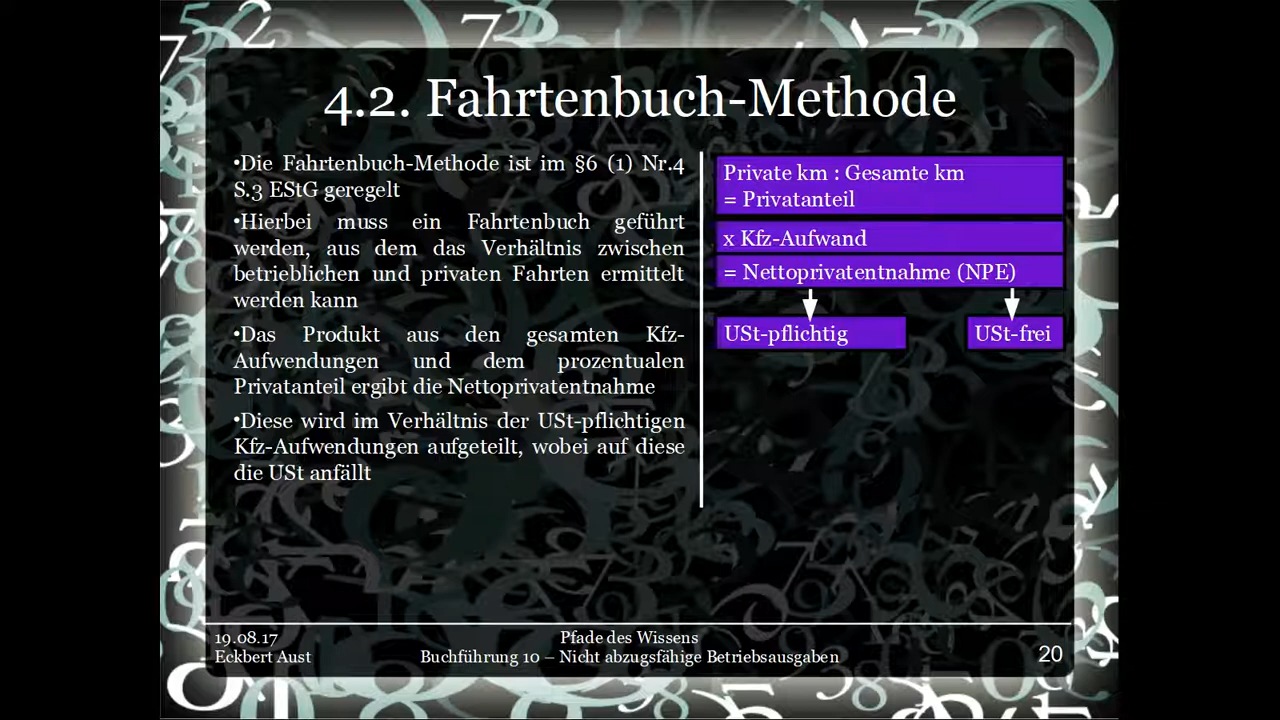 4.2. Fahrtenbuch-Methode
•Die Fahrtenbuch-Methode ist im §6 (1) Nr.4
S.3 EStG geregelt
•Hierbei muss ein Fahrtenbuch geführt
werden, aus dem das Verhältnis zwischen
betrieblichen und privaten Fahrten ermittelt
werden kann
•Das Produkt aus den gesamten Kfz-
Aufwendungen und dem prozentualen
Privatanteil ergibt die Nettoprivatentnahme
•Diese wird im Verhältnis der USt-pflichtigen
Kfz-Aufwendungen aufgeteilt, wobei auf diese
die USt anfällt
Private km : Gesamte km
= Privatanteil
x Kfz-Aufwand
= Nettoprivatentnahme (NPE)
USt-pflichtig
USt-frei
19.08.17
Eckbert Aust
Pfade des Wissens
Buchführung 10 – Nicht abzugsfähige Betriebsausgaben
20